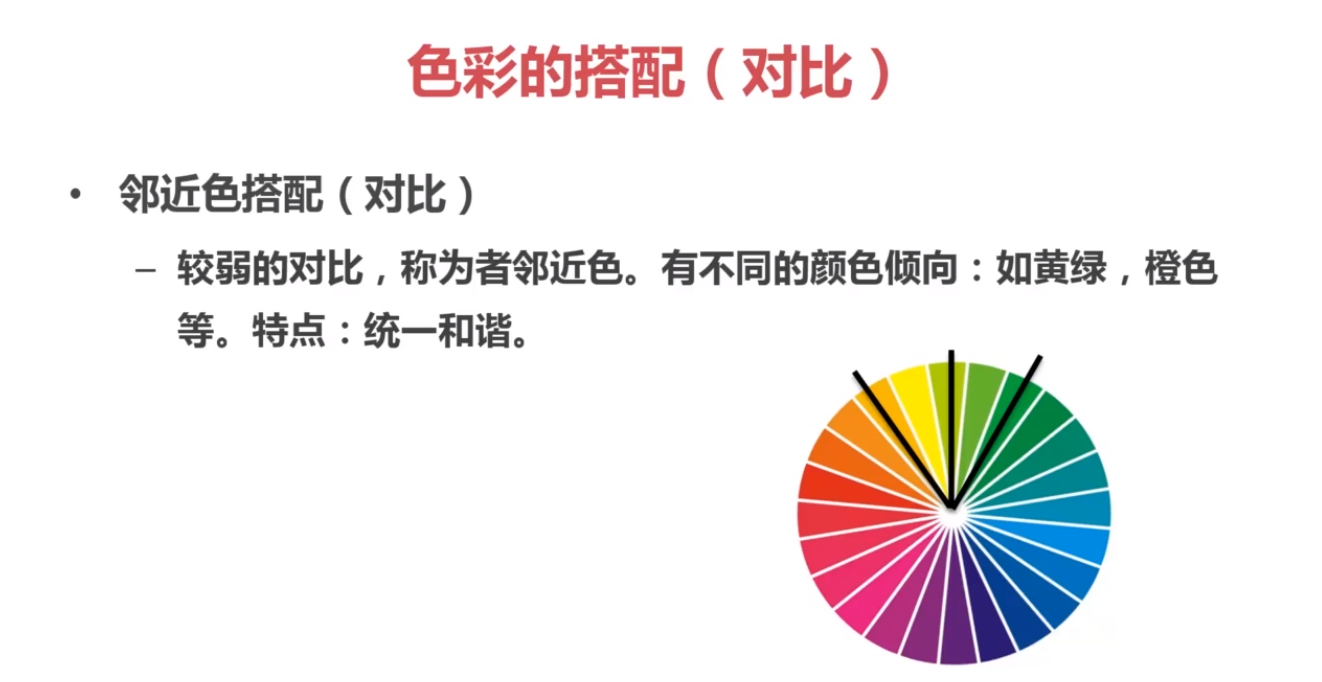 色彩的搭配（对比）
• 邻近色搭配（对比）
– 较弱的对比，称为者邻近色。有不同的颜色倾向：如黄绿，橙色
等。特点：统一和谐。